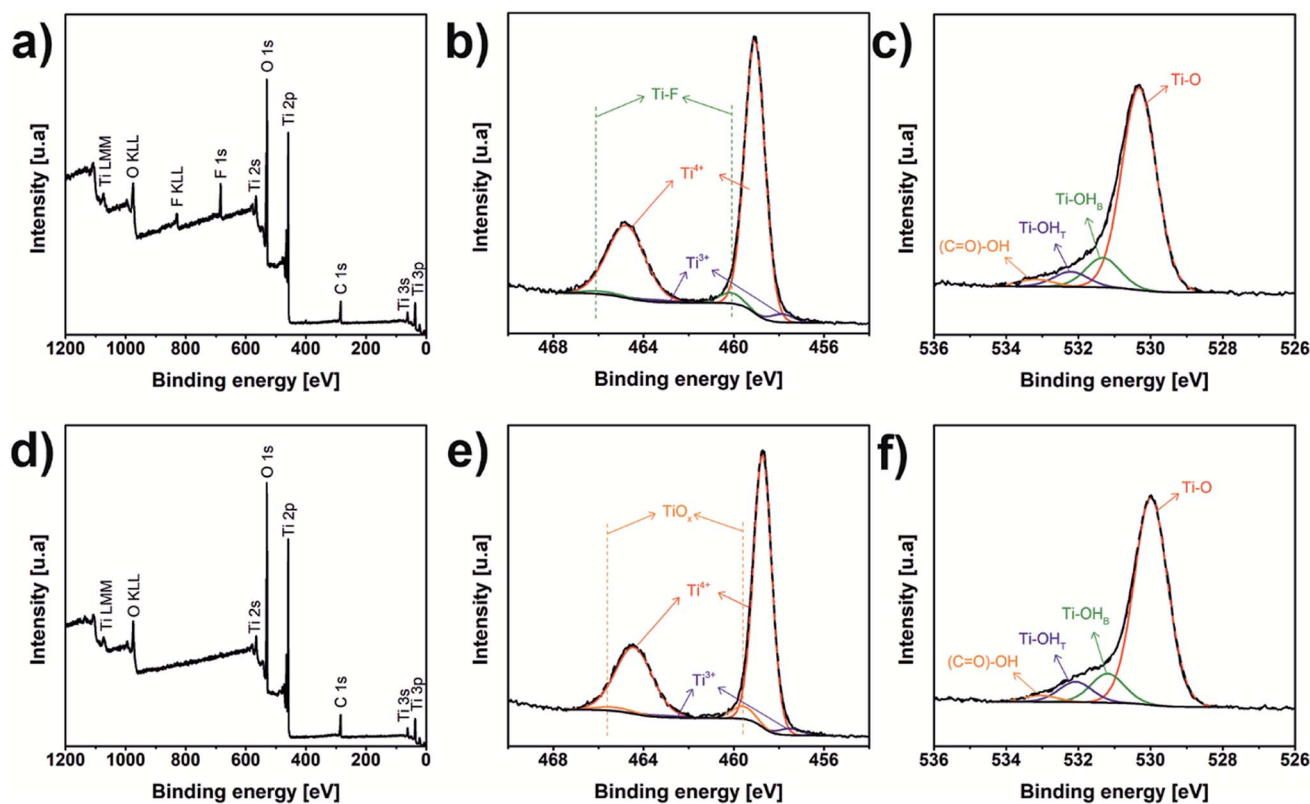 a)
Intensity [u.a]
Ti LMM
O KLL
F KLL
F 1s
Ti 2s
O 1s
Ti 2p
C 1s
Ti 3s
Ti 3p
1200 1000 800 600 400 200 0
Binding energy [eV]
b)
Intensity [u.a]
Ti-F
Ti⁴⁺
Ti³⁺
468 464 460 456
Binding energy [eV]
c)
Intensity [u.a]
Ti-O
Ti-OH_B
Ti-OH_T
(C=O)-OH
536 534 532 530 528 526
Binding energy [eV]
d)
Intensity [u.a]
Ti LMM
O KLL
Ti 2s
O 1s
Ti 2p
C 1s
Ti 3s
Ti 3p
1200 1000 800 600 400 200 0
Binding energy [eV]
e)
Intensity [u.a]
TiOₓ
Ti⁴⁺
Ti³⁺
468 464 460 456
Binding energy [eV]
f)
Intensity [u.a]
Ti-O
Ti-OH_B
Ti-OH_T
(C=O)-OH
536 534 532 530 528 526
Binding energy [eV]